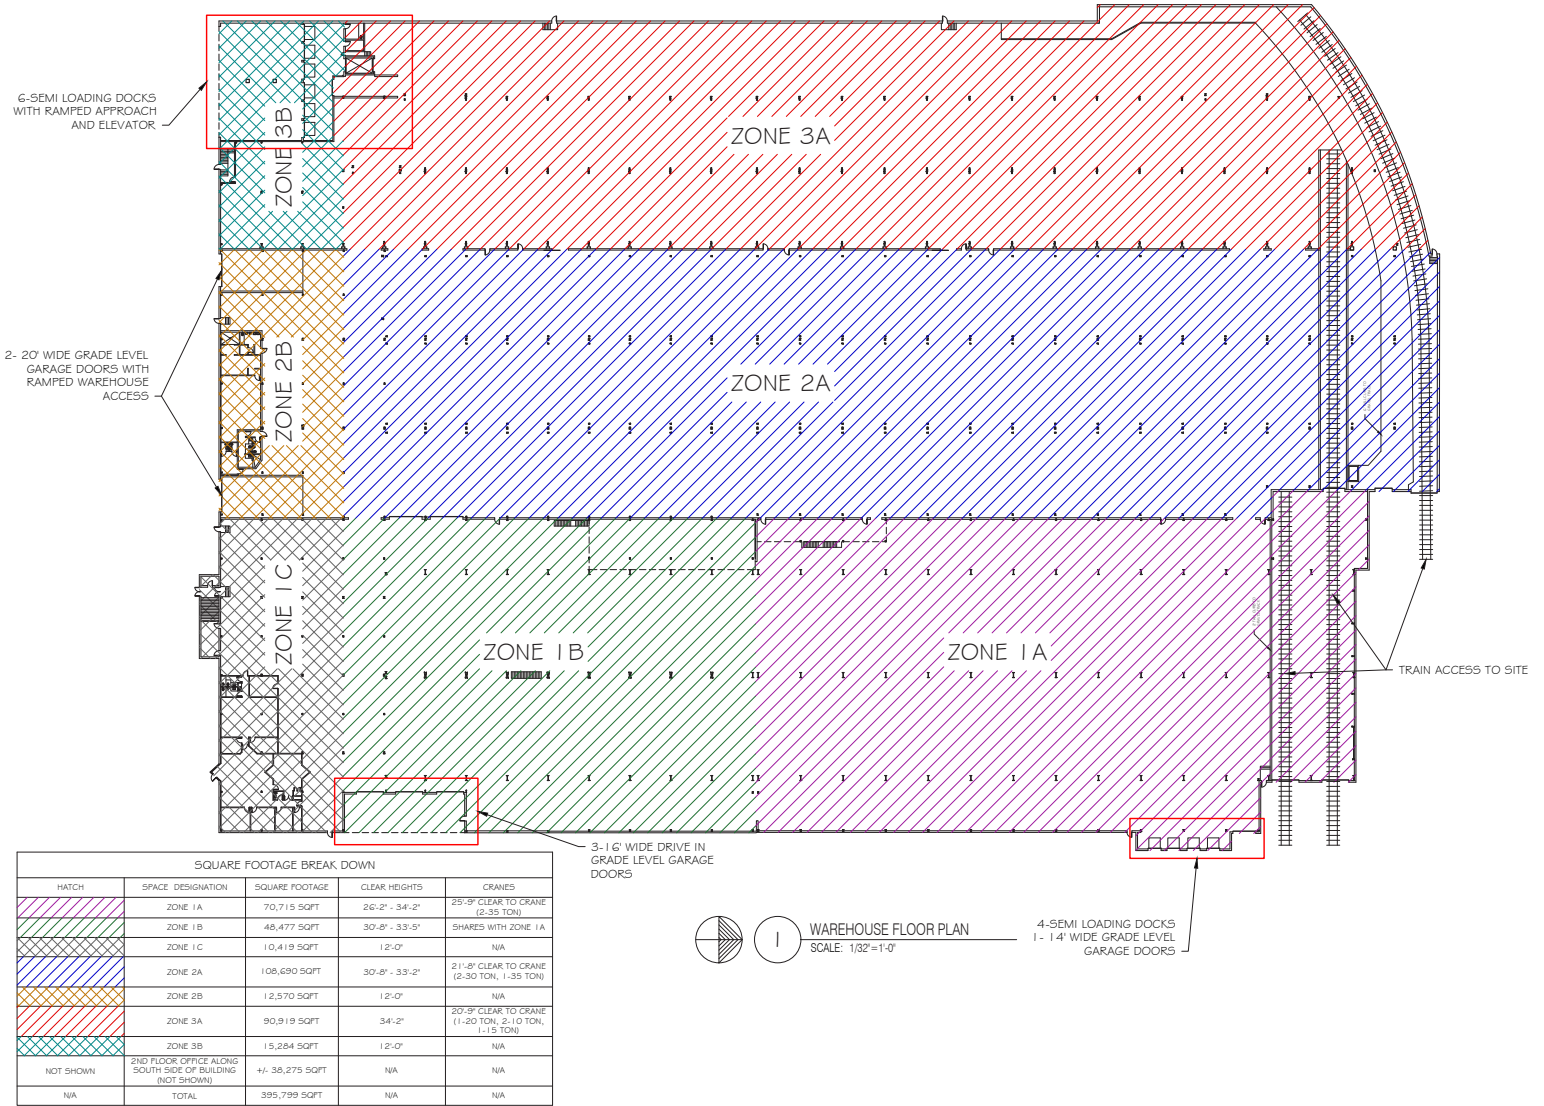 6-SEMI LOADING DOCKS
WITH RAMPED APPROACH
AND ELEVATOR
ZONE 3B
ZONE 3A
2- 20' WIDE GRADE LEVEL
GARAGE DOORS WITH
RAMPED WAREHOUSE
ACCESS
ZONE 2B
ZONE 2A
ZONE 1C
ZONE 1B
ZONE 1A
TRAIN ACCESS TO SITE
3-16' WIDE DRIVE IN
GRADE LEVEL GARAGE
DOORS
4-SEMI LOADING DOCKS
1- 14' WIDE GRADE LEVEL
GARAGE DOORS
1
WAREHOUSE FLOOR PLAN
SCALE: 1/32"=1'-0"
SQUARE FOOTAGE BREAK DOWN
HATCH SPACE DESIGNATION SQUARE FOOTAGE CLEAR HEIGHTS CRANES
ZONE 1A 70,715 SQFT 26'-2" - 34'-2" 25'-9" CLEAR TO CRANE
(2-35 TON)
ZONE 1B 48,477 SQFT 30'-8" - 33'-5" SHARES WITH ZONE 1A
ZONE 1C 10,419 SQFT 12'-0" N/A
ZONE 2A 108,690 SQFT 30'-8" - 33'-2" 21'-8" CLEAR TO CRANE
(2-30 TON, 1-35 TON)
ZONE 2B 12,570 SQFT 12'-0" N/A
ZONE 3A 90,919 SQFT 34'-2" 20'-9" CLEAR TO CRANE
(1-20 TON, 2-10 TON,
1-15 TON)
ZONE 3B 15,284 SQFT 12'-0" N/A
NOT SHOWN 2ND FLOOR OFFICE ALONG
SOUTH SIDE OF BUILDING
(NOT SHOWN) +/- 38,275 SQFT N/A N/A
N/A TOTAL 395,799 SQFT N/A N/A